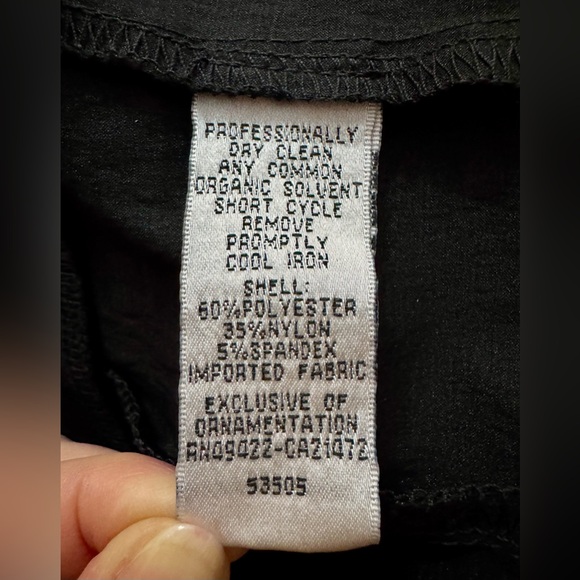 PROFESSIONALLY
DRY CLEAN
ANY COMMON
ORGANIC SOLVENT
SHORT CYCLE
REMOVE
PROMPTLY
COOL IRON
SHELL:
60%POLYESTER
35%NYLON
5%SPANDEX
IMPORTED FABRIC
EXCLUSIVE OF
ORNAMENTATION
RN49422-CA21472
53505